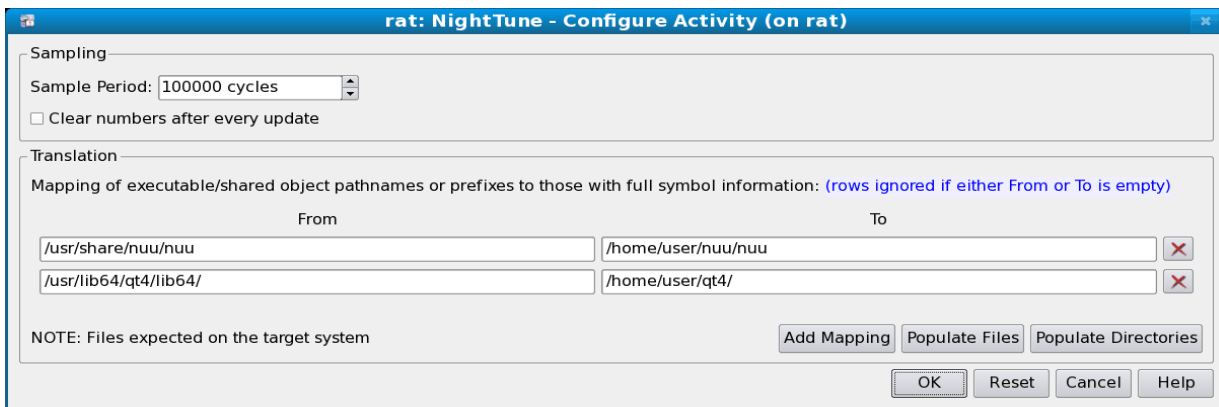 rat: NightTune - Configure Activity (on rat)
Sampling
Sample Period: 100000 cycles
Clear numbers after every update
Translation
Mapping of executable/shared object pathnames or prefixes to those with full symbol information: (rows ignored if either From or To is empty)
From To
/usr/share/nuu/nuu /home/user/nuu/nuu
/usr/lib64/qt4/lib64/ /home/user/qt4/
NOTE: Files expected on the target system Add Mapping Populate Files Populate Directories
OK Reset Cancel Help